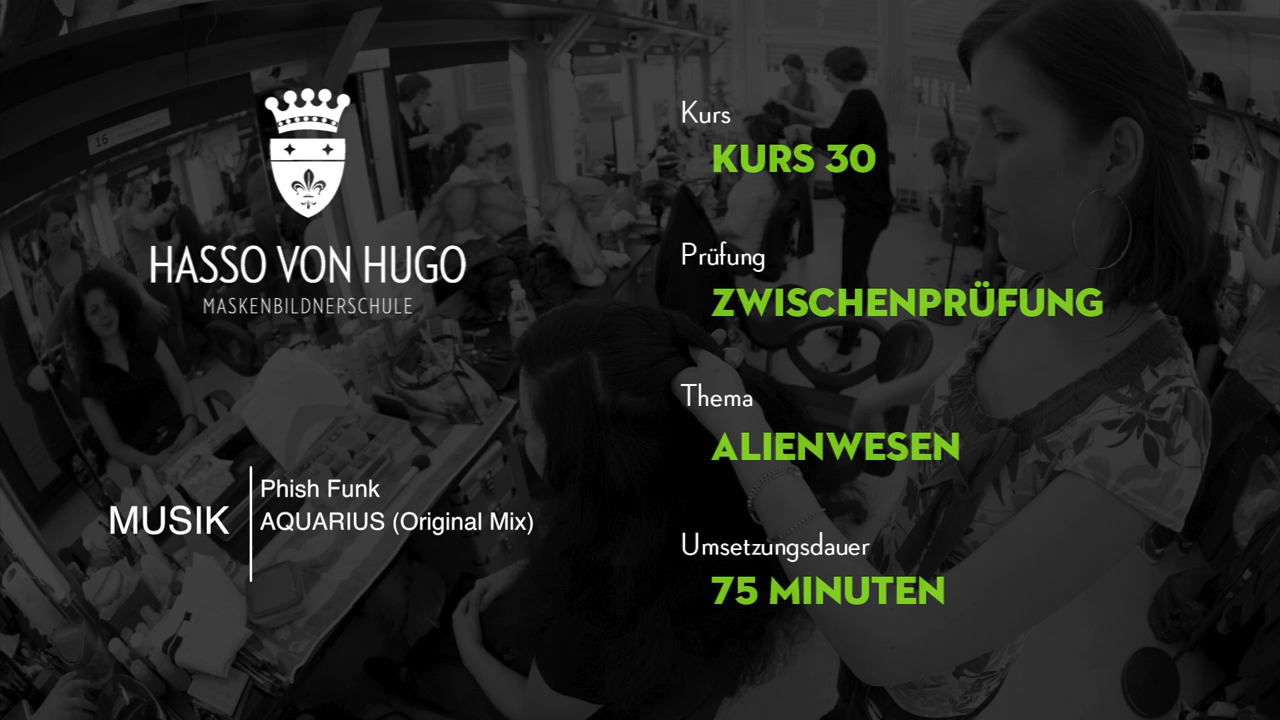 HASSO VON HUGO
MASKENBILDNERSCHULE
MUSIK
Phish Funk
AQUARIUS (Original Mix)
Kurs
KURS 30
Prüfung
ZWISCHENPRÜFUNG
Thema
ALIENWESEN
Umsetzungsdauer
75 MINUTEN
16